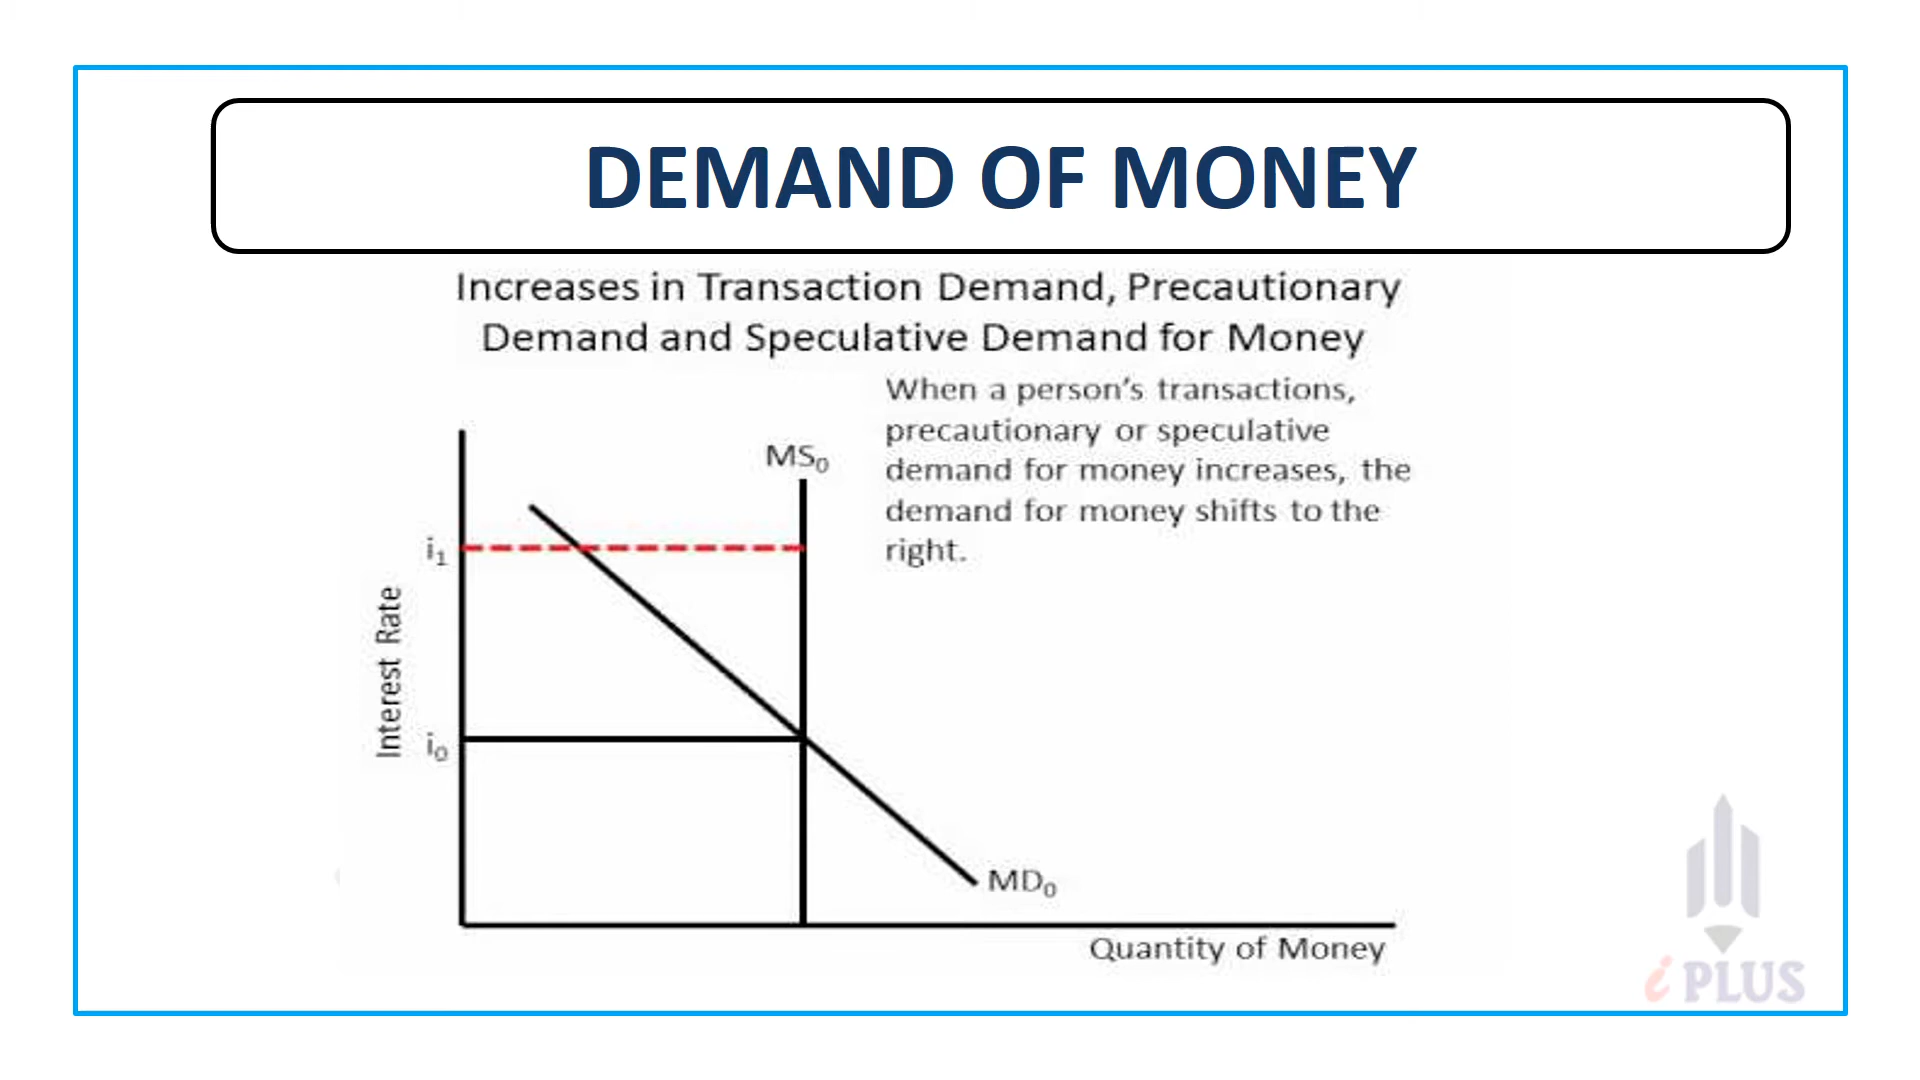 DEMAND OF MONEY
Increases in Transaction Demand, Precautionary
Demand and Speculative Demand for Money
When a person’s transactions,
precautionary or speculative
demand for money increases, the
demand for money shifts to the
right.
MS₀
i₁
Interest Rate
i₀
MD₀
Quantity of Money
i PLUS